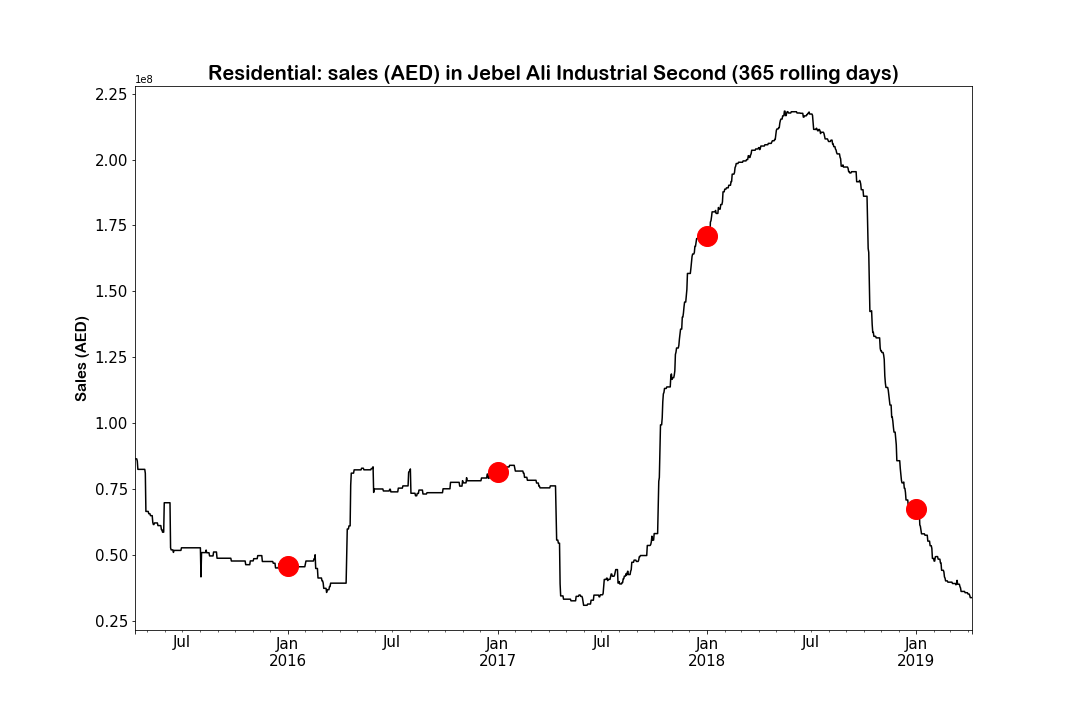 Residential: sales (AED) in Jebel Ali Industrial Second (365 rolling days)
1e8
2.25
2.00
1.75
1.50
1.25
1.00
0.75
0.50
0.25
Sales (AED)
Jul Jan Jul Jan Jul Jan Jul Jan
2016 2017 2018 2019